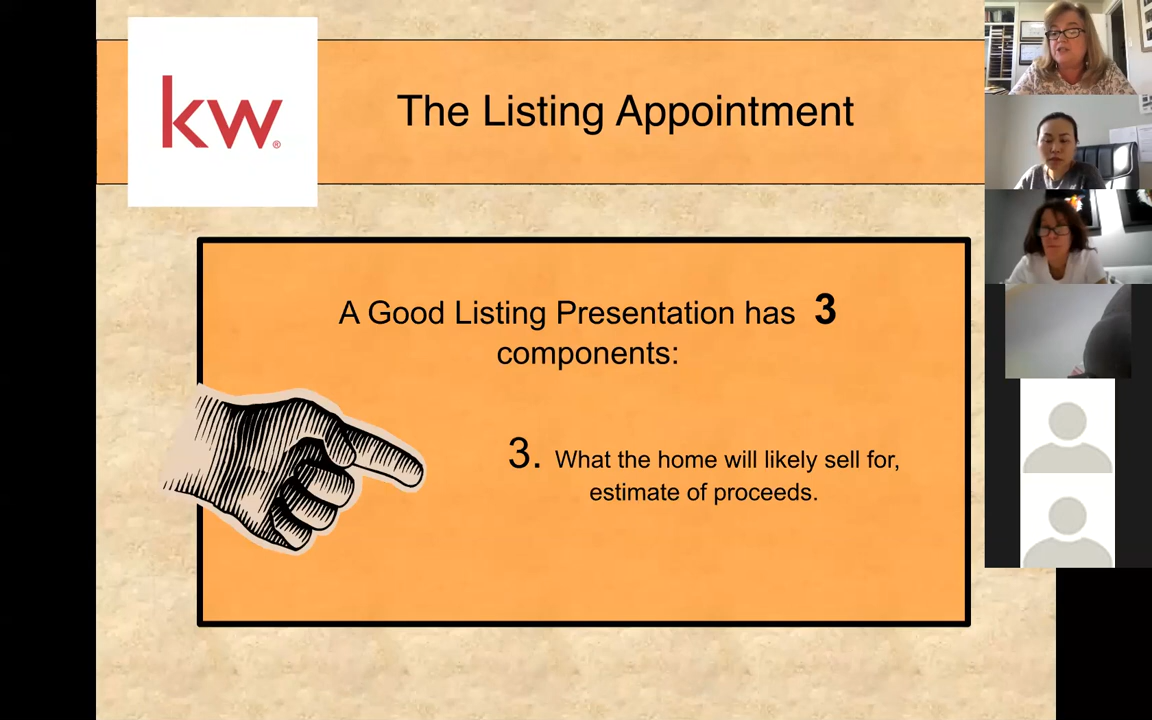 kw®
The Listing Appointment
A Good Listing Presentation has 3
components:
3. What the home will likely sell for,
estimate of proceeds.